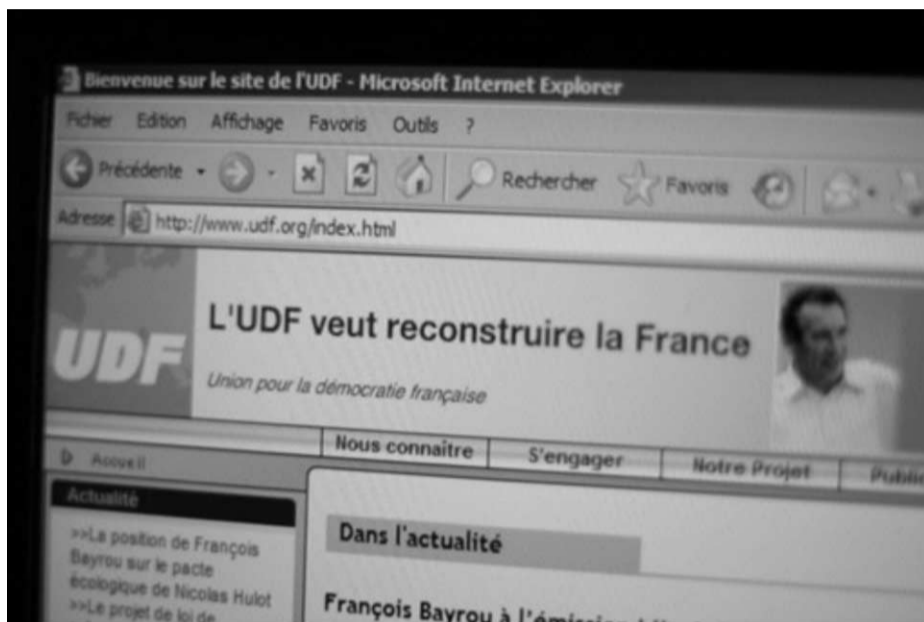 Bienvenue sur le site de l'UDF - Microsoft Internet Explorer
Fichier Edition Affichage Favoris Outils ?
Précédente Rechercher Favoris
Adresse http://www.udf.org/index.html
UDF
L'UDF veut reconstruire la France
Union pour la démocratie française
Nous connaître S'engager Notre Projet
Accueil
Actualité
>>La position de François
Bayrou sur le pacte
écologique de Nicolas Hulot
>>Le projet de loi de
Dans l'actualité
François Bayrou à l'émission